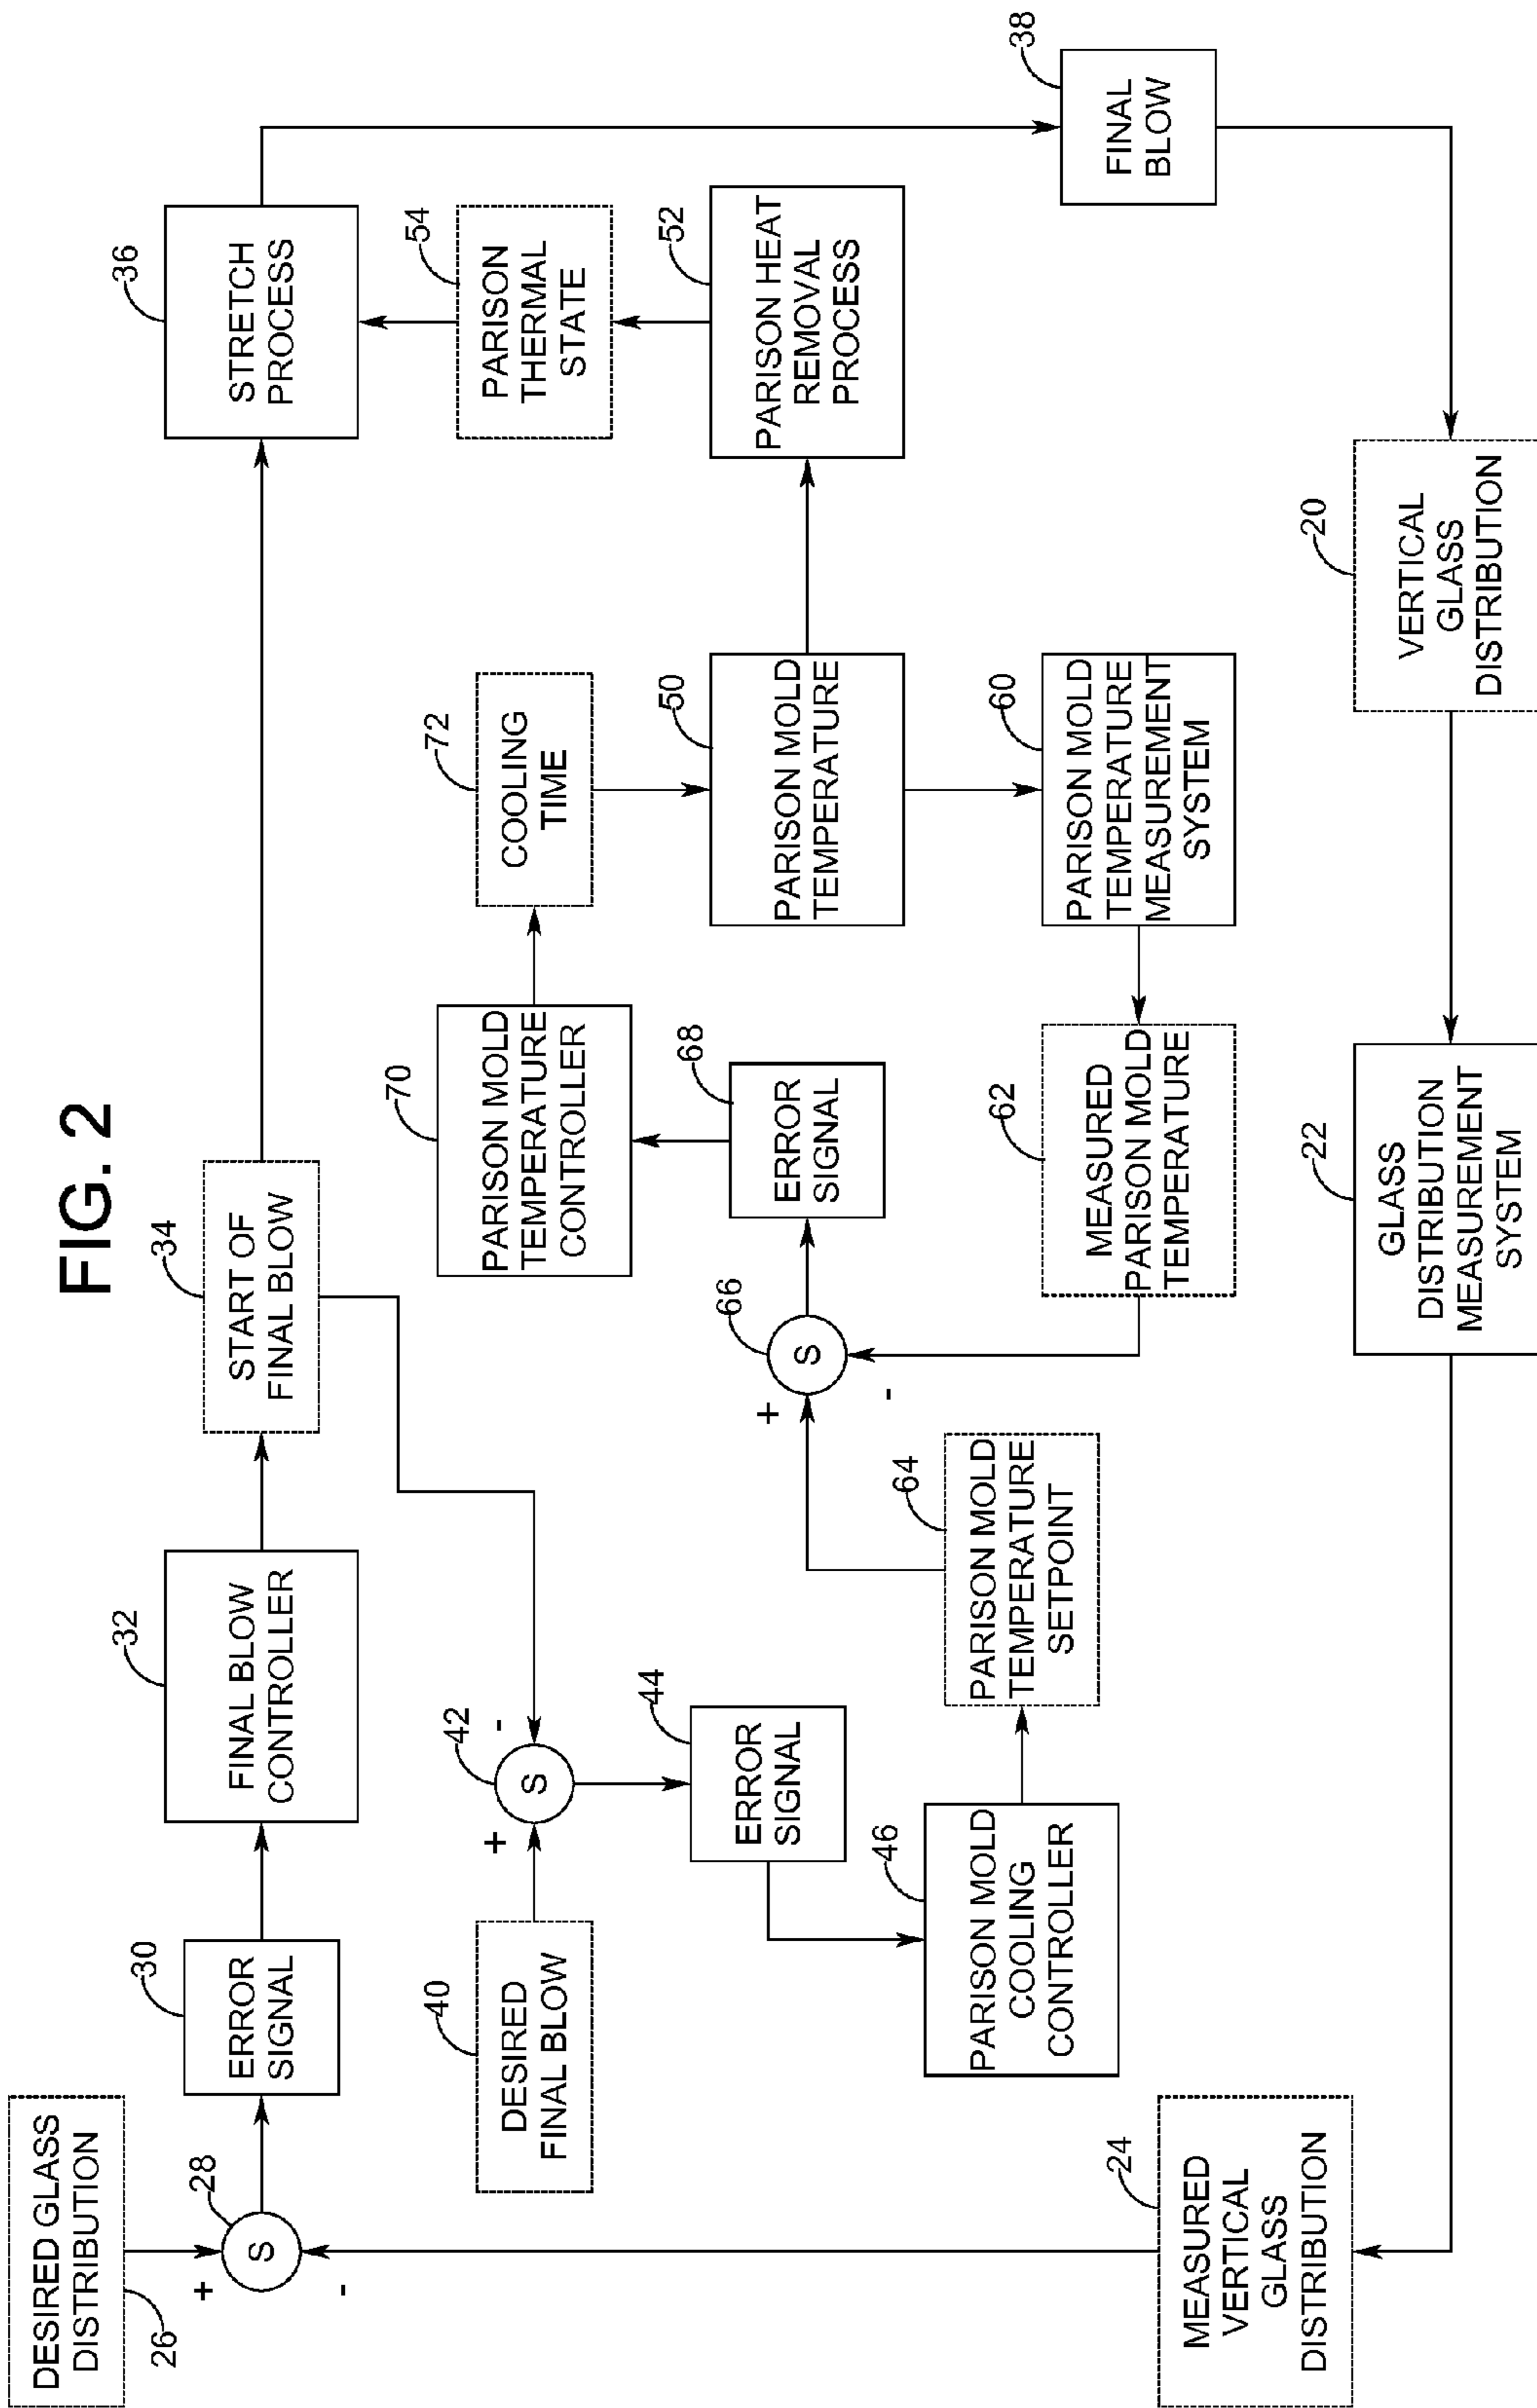 FIG. 2
DESIRED GLASS
DISTRIBUTION
26
+
-
S
28
ERROR
SIGNAL
30
FINAL BLOW
CONTROLLER
32
START OF
FINAL BLOW
34
STRETCH
PROCESS
36
DESIRED
FINAL BLOW
40
+
-
S
42
ERROR
SIGNAL
44
PARISON MOLD
COOLING
CONTROLLER
46
PARISON MOLD
TEMPERATURE
SETPOINT
64
+
-
S
66
ERROR
SIGNAL
68
PARISON MOLD
TEMPERATURE
CONTROLLER
70
COOLING
TIME
72
PARISON MOLD
TEMPERATURE
50
PARISON MOLD
TEMPERATURE
MEASUREMENT
SYSTEM
60
MEASURED
PARISON MOLD
TEMPERATURE
62
PARISON HEAT
REMOVAL
PROCESS
52
PARISON
THERMAL
STATE
54
FINAL
BLOW
38
VERTICAL
GLASS
DISTRIBUTION
20
GLASS
DISTRIBUTION
MEASUREMENT
SYSTEM
22
MEASURED
VERTICAL
GLASS
DISTRIBUTION
24